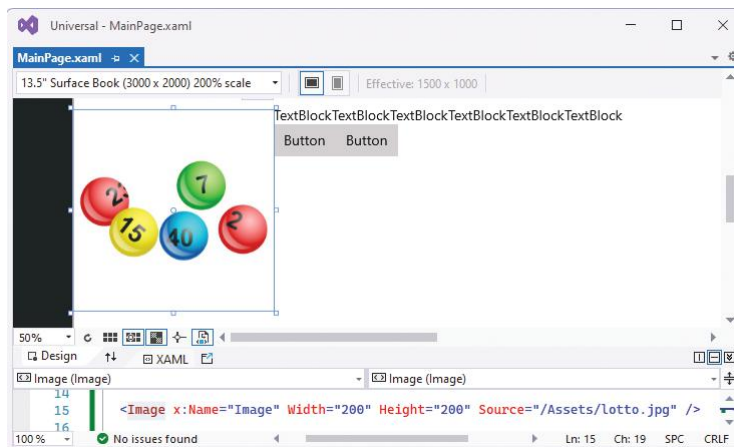 Universal - MainPage.xaml
MainPage.xaml
13.5" Surface Book (3000 x 2000) 200% scale
Effective: 1500 x 1000
TextBlockTextBlockTextBlockTextBlockTextBlockTextBlock
Button Button
7
15
40
2
50%
Design
XAML
Image (Image)
Image (Image)
14
15 <Image x:Name="Image" Width="200" Height="200" Source="/Assets/lotto.jpg" />
16
100 % No issues found Ln: 15 Ch: 19 SPC CRLF